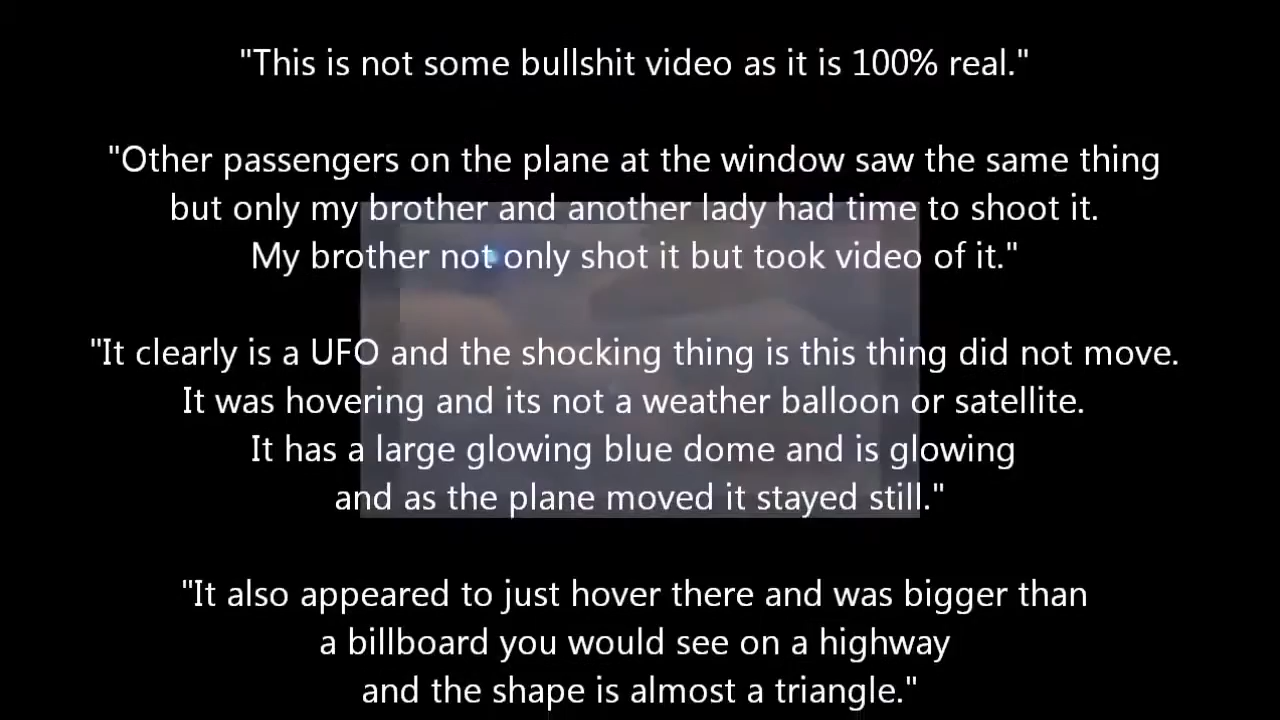 "This is not some bullshit video as it is 100% real."
"Other passengers on the plane at the window saw the same thing
but only my brother and another lady had time to shoot it.
My brother not only shot it but took video of it."
"It clearly is a UFO and the shocking thing is this thing did not move.
It was hovering and its not a weather balloon or satellite.
It has a large glowing blue dome and is glowing
and as the plane moved it stayed still."
"It also appeared to just hover there and was bigger than
a billboard you would see on a highway
and the shape is almost a triangle."